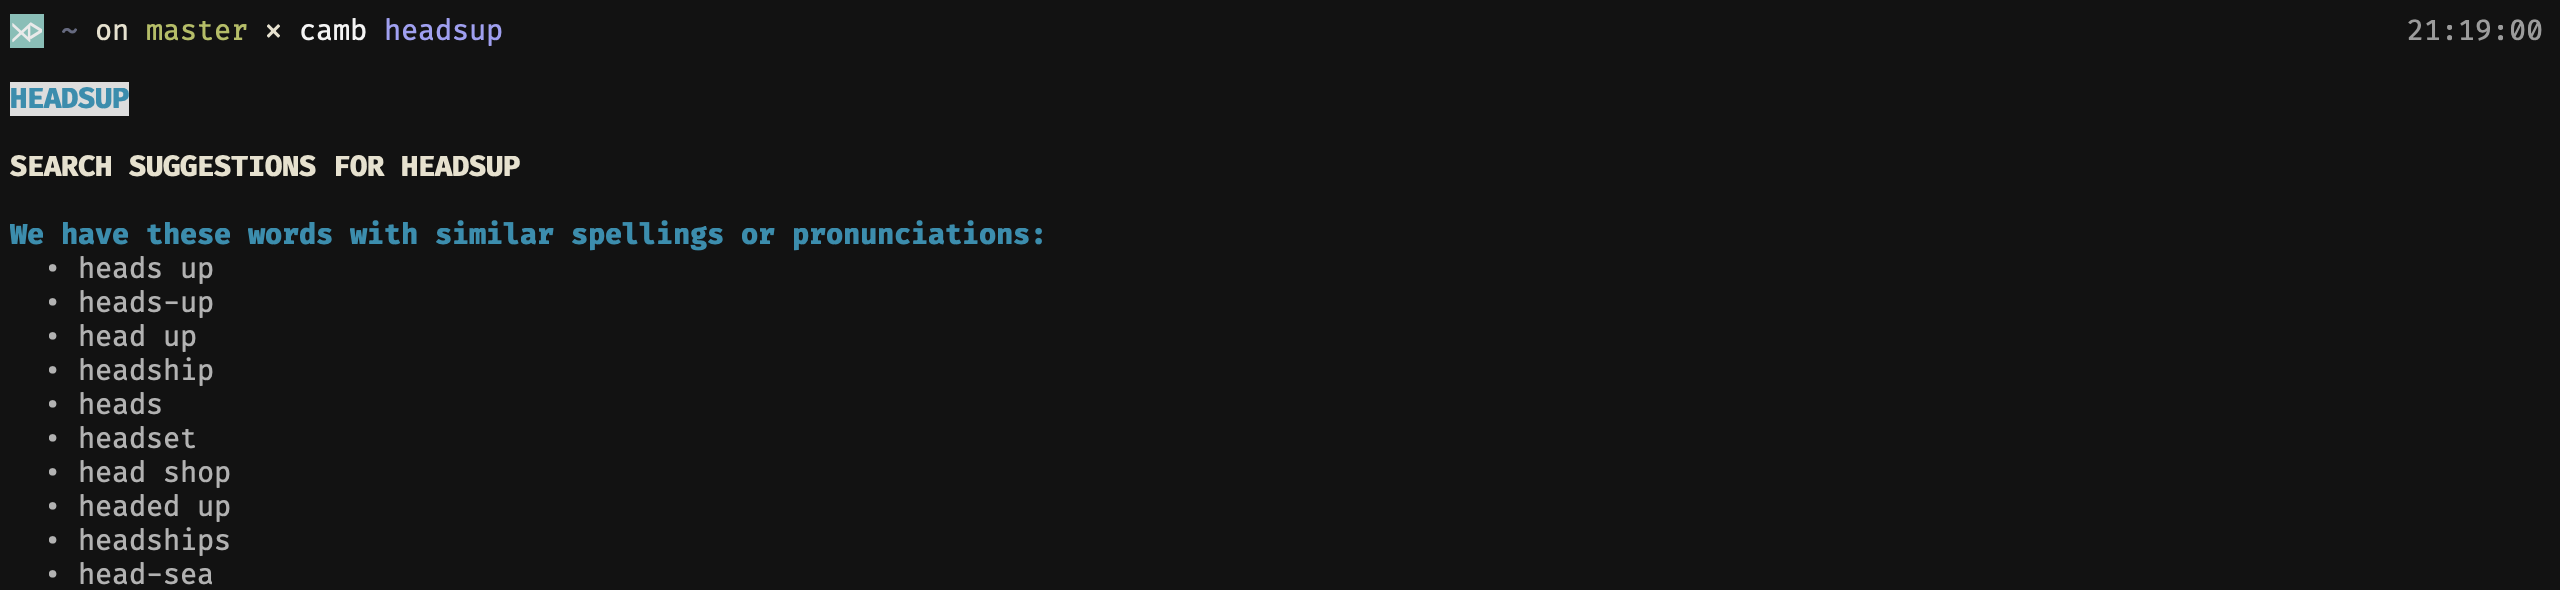 ~ on master × camb headsup 21:19:00
HEADSUP
SEARCH SUGGESTIONS FOR HEADSUP
We have these words with similar spellings or pronunciations:
• heads up
• heads-up
• head up
• headship
• heads
• headset
• head shop
• headed up
• headships
• head-sea